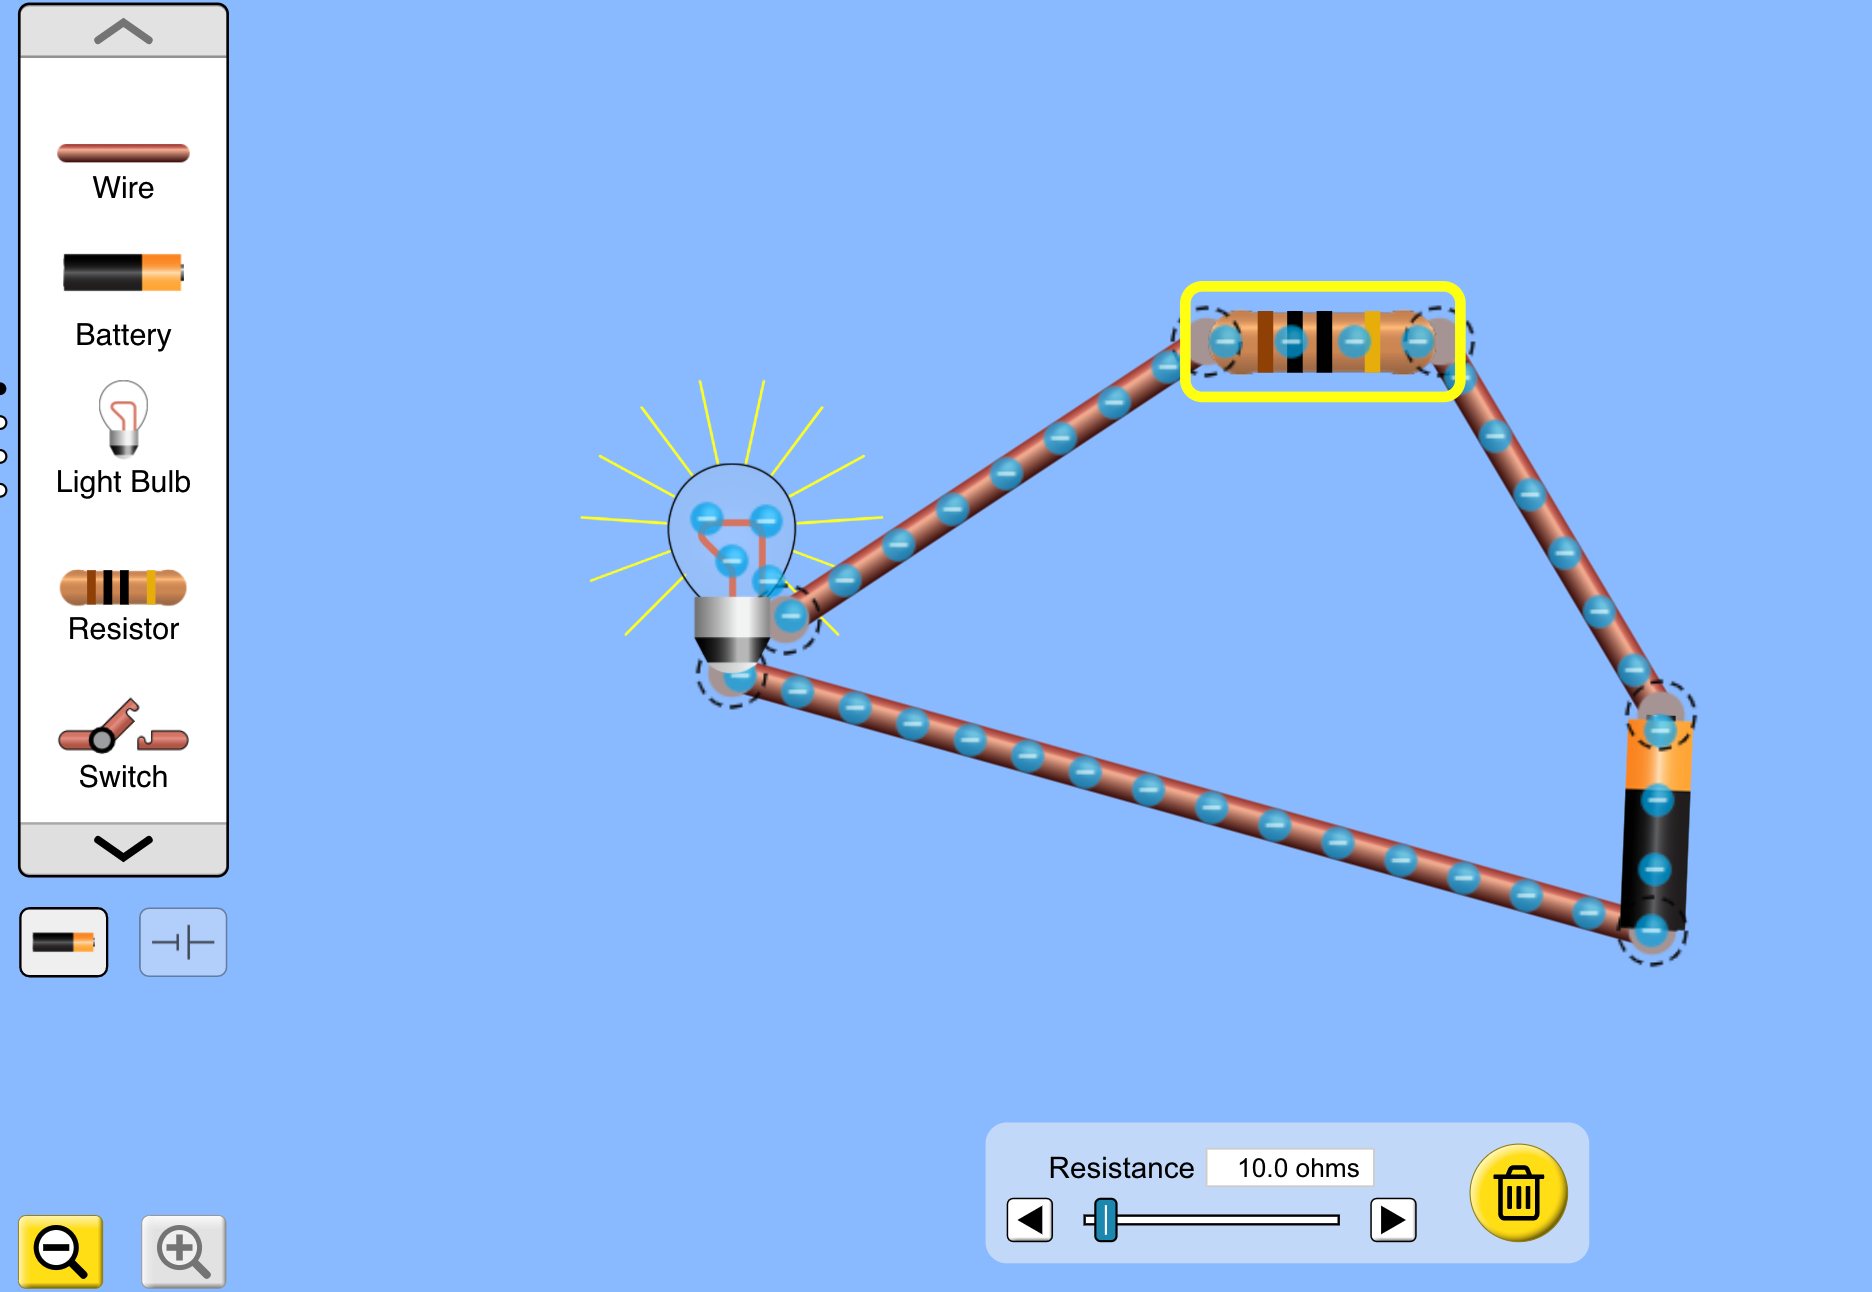 Wire
Battery
Light Bulb
Resistor
Switch
Resistance 10.0 ohms